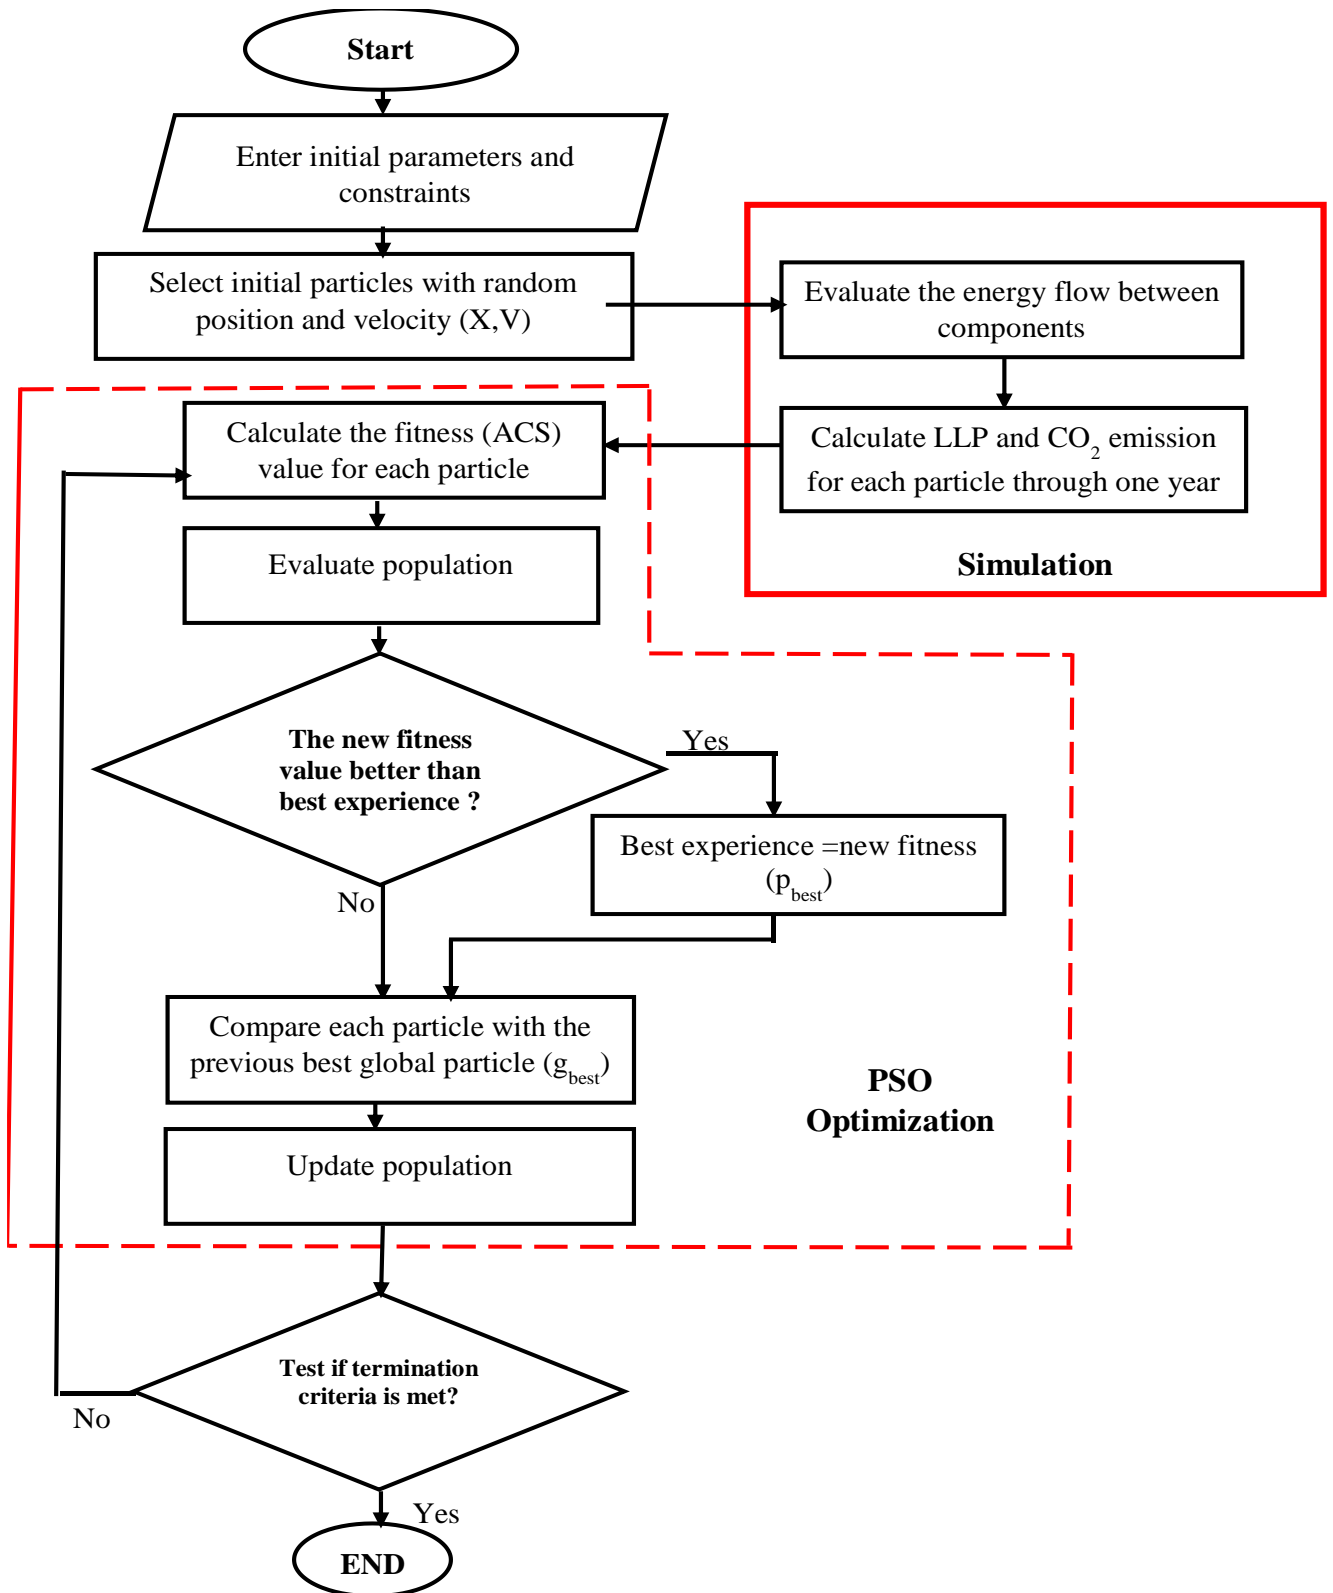 Start
Enter initial parameters and
constraints
Select initial particles with random
position and velocity (X,V)
Evaluate the energy flow between
components
Calculate LLP and CO2 emission
for each particle through one year
Simulation
Calculate the fitness (ACS)
value for each particle
Evaluate population
The new fitness
value better than
best experience ?
Yes
Best experience =new fitness
(pbest)
No
Compare each particle with the
previous best global particle (gbest)
PSO
Optimization
Update population
Test if termination
criteria is met?
No
Yes
END